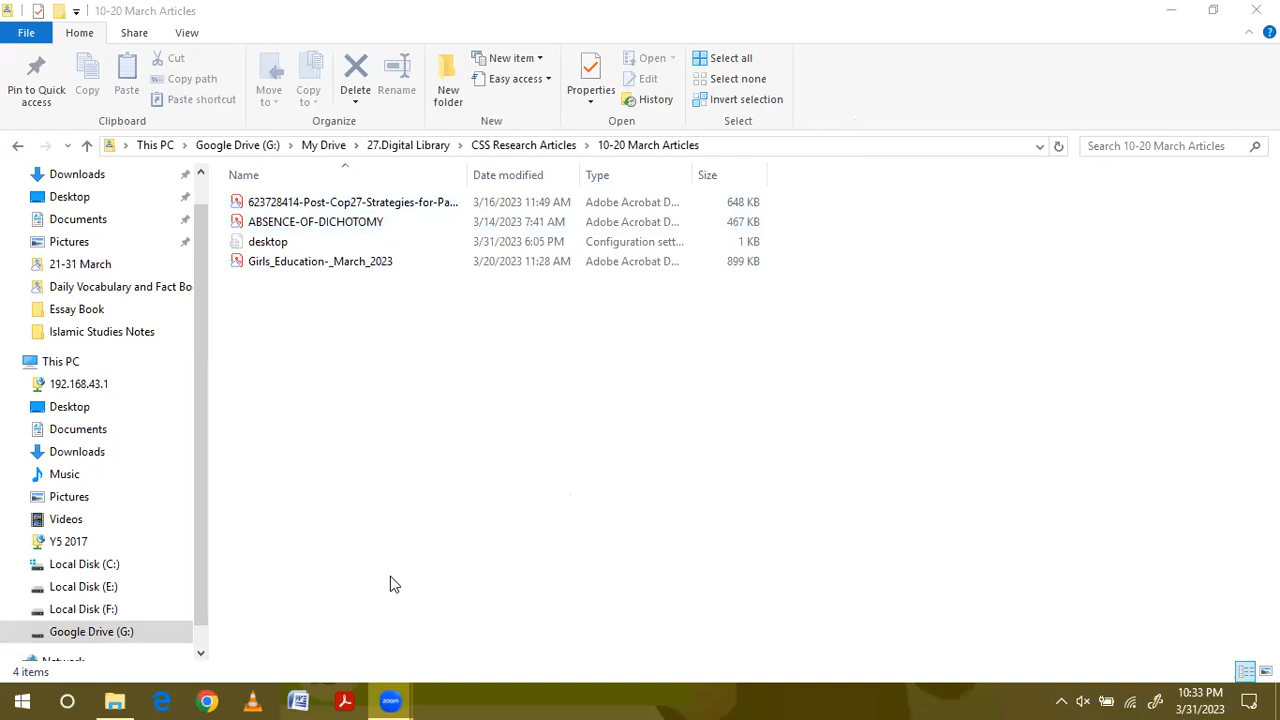 10-20 March Articles
File Home Share View
Pin to Quick access
Copy
Paste
Cut
Copy path
Paste shortcut
Clipboard
Move to
Copy to
Delete
Rename
Organize
New folder
New item
Easy access
New
Properties
Open
Edit
History
Open
Select all
Select none
Invert selection
Select
This PC Google Drive (G:) My Drive 27.Digital Library CSS Research Articles 10-20 March Articles
Search 10-20 March Articles
Name Date modified Type Size
623728414-Post-Cop27-Strategies-for-Pa... 3/16/2023 11:49 AM Adobe Acrobat D... 648 KB
ABSENCE-OF-DICHOTOMY 3/14/2023 7:41 AM Adobe Acrobat D... 467 KB
desktop 3/31/2023 6:05 PM Configuration sett... 1 KB
Girls_Education-_March_2023 3/20/2023 11:28 AM Adobe Acrobat D... 899 KB
Downloads
Desktop
Documents
Pictures
21-31 March
Daily Vocabulary and Fact Bo
Essay Book
Islamic Studies Notes
This PC
192.168.43.1
Desktop
Documents
Downloads
Music
Pictures
Videos
Y5 2017
Local Disk (C:)
Local Disk (E:)
Local Disk (F:)
Google Drive (G:)
Network
4 items
zoom
10:33 PM
3/31/2023